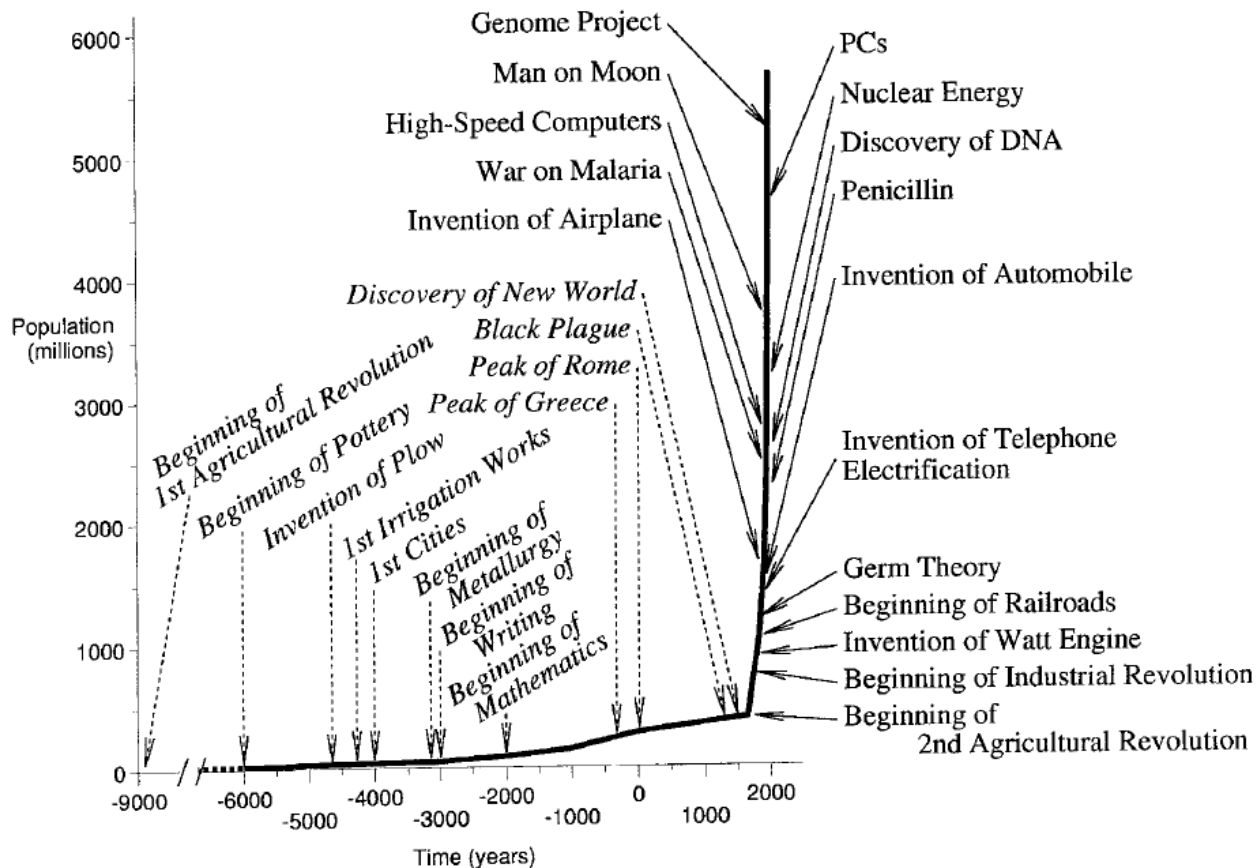 6000
5000
4000
3000
2000
1000
0
Population
(millions)
Genome Project
Man on Moon
High-Speed Computers
War on Malaria
Invention of Airplane
Discovery of New World
Black Plague
Peak of Rome
Peak of Greece
Beginning of
1st Agricultural Revolution
Beginning of Pottery
Invention of Plow
1st Irrigation Works
1st Cities
Beginning of
Metallurgy
Beginning of
Writing
Beginning of
Mathematics
PCs
Nuclear Energy
Discovery of DNA
Penicillin
Invention of Automobile
Invention of Telephone
Electrification
Germ Theory
Beginning of Railroads
Invention of Watt Engine
Beginning of Industrial Revolution
Beginning of
2nd Agricultural Revolution
-9000
-6000
-5000
-4000
-3000
-2000
-1000
0
1000
2000
Time (years)